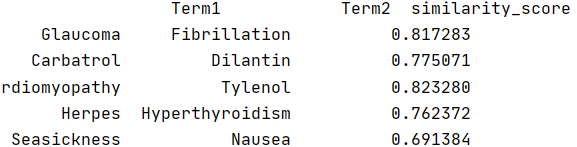 Term1 Term2 similarity_score
Glaucoma Fibrillation 0.817283
Carbatrol Dilantin 0.775071
rdiomyopathy Tylenol 0.823280
Herpes Hyperthyroidism 0.762372
Seasickness Nausea 0.691384